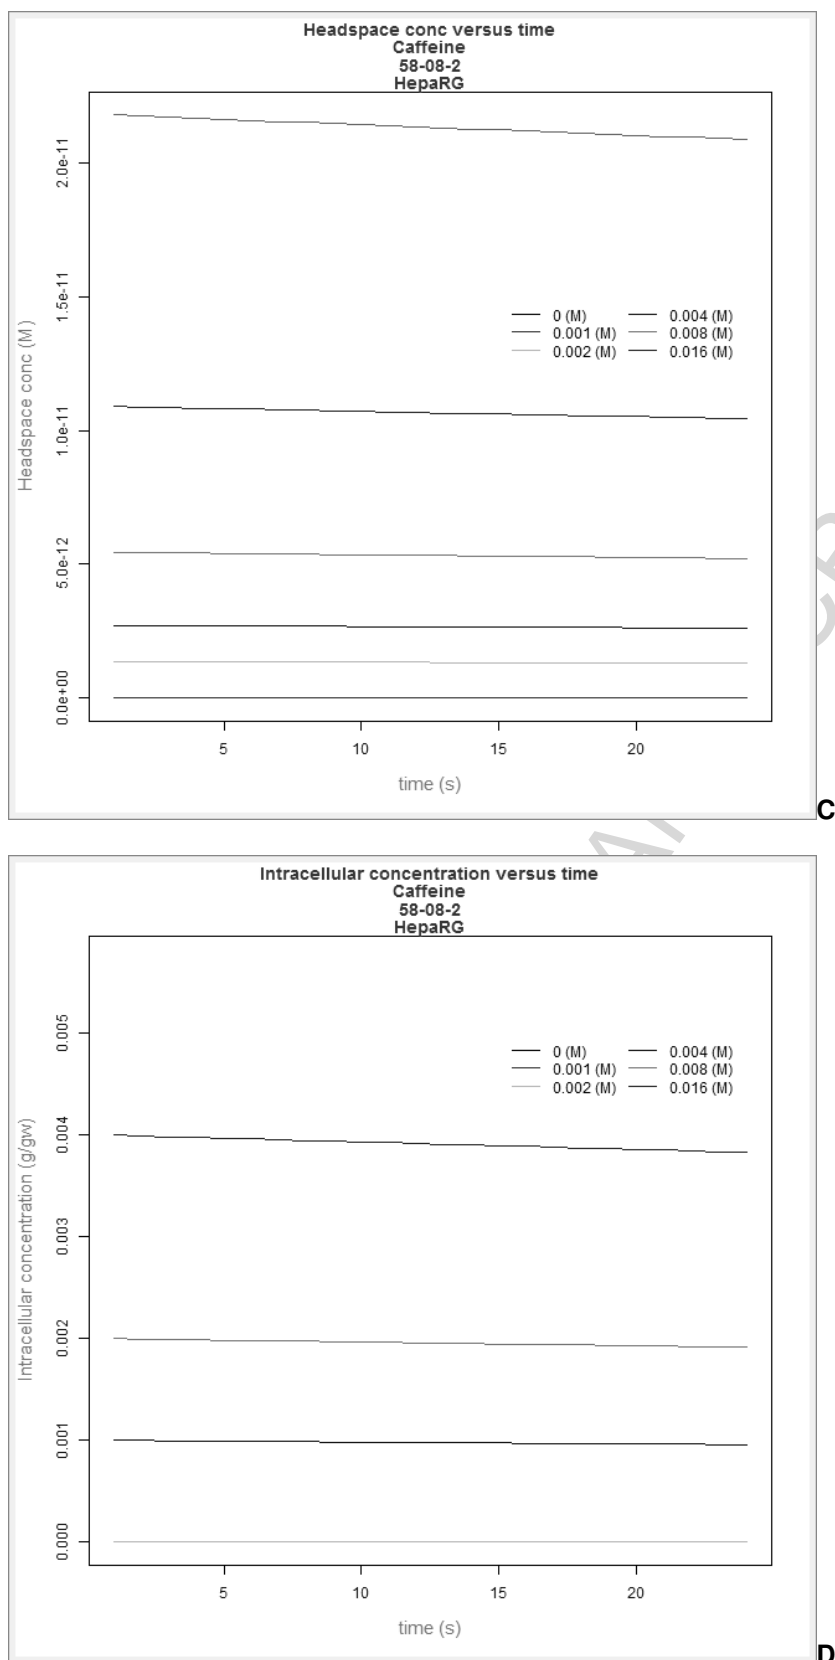 Headspace conc versus time
Caffeine
58-08-2
HepaRG
Headspace conc (M)
2.0e-11
1.5e-11
1.0e-11
5.0e-12
0.0e+00
0 (M) 0.004 (M)
0.001 (M) 0.008 (M)
0.002 (M) 0.016 (M)
5 10 15 20
time (s)
C
Intracellular concentration versus time
Caffeine
58-08-2
HepaRG
Intracellular concentration (g/gw)
0.005
0.004
0.003
0.002
0.001
0.000
0 (M) 0.004 (M)
0.001 (M) 0.008 (M)
0.002 (M) 0.016 (M)
5 10 15 20
time (s)
D